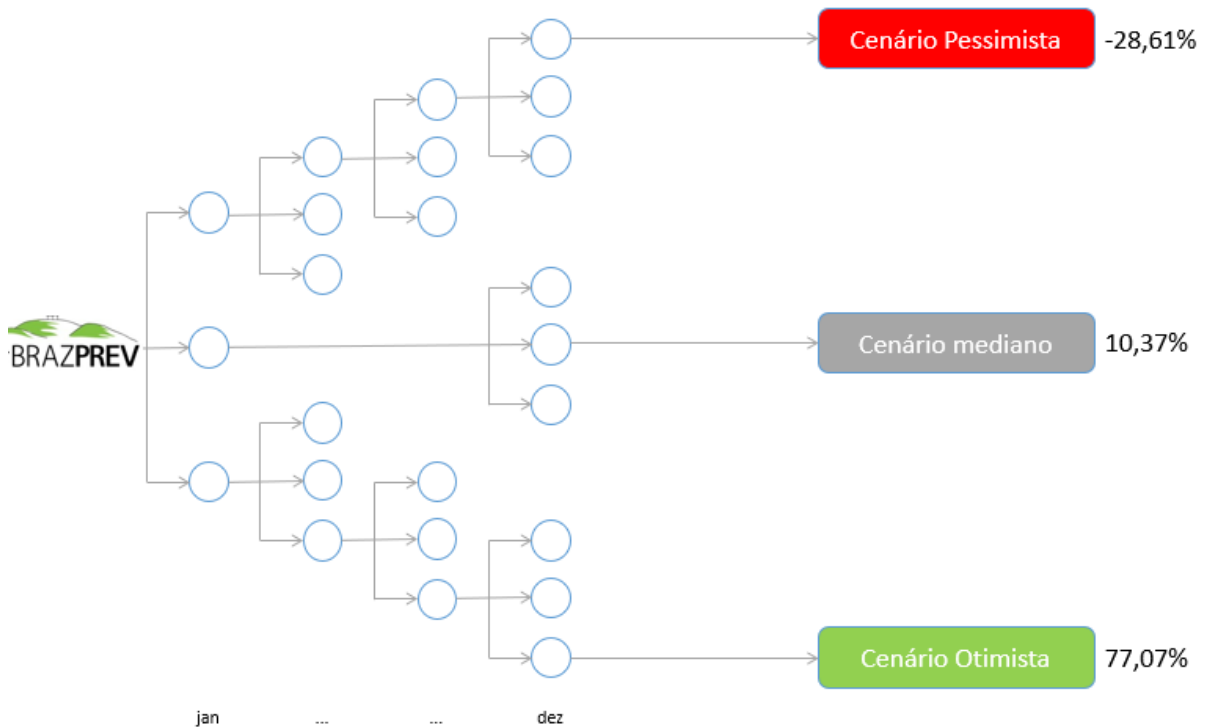 Cenário Pessimista -28,61%
BRAZPREV
Cenário mediano 10,37%
Cenário Otimista 77,07%
jan ... ... dez